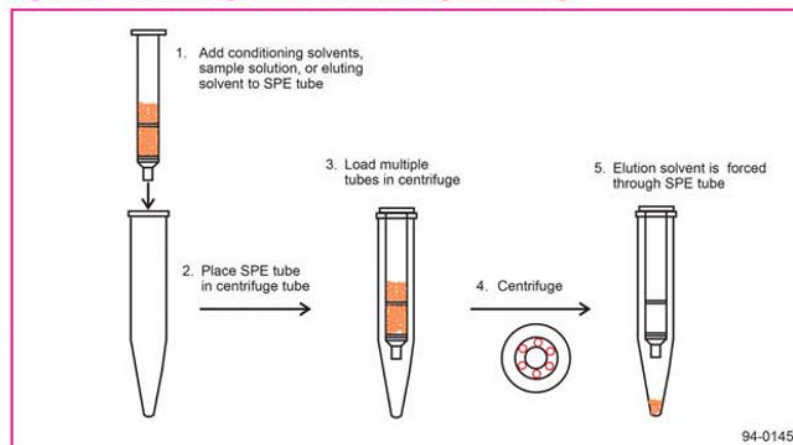 1. Add conditioning solvents,
sample solution, or eluting
solvent to SPE tube
2. Place SPE tube
in centrifuge tube
3. Load multiple
tubes in centrifuge
4. Centrifuge
5. Elution solvent is forced
through SPE tube
94-0145